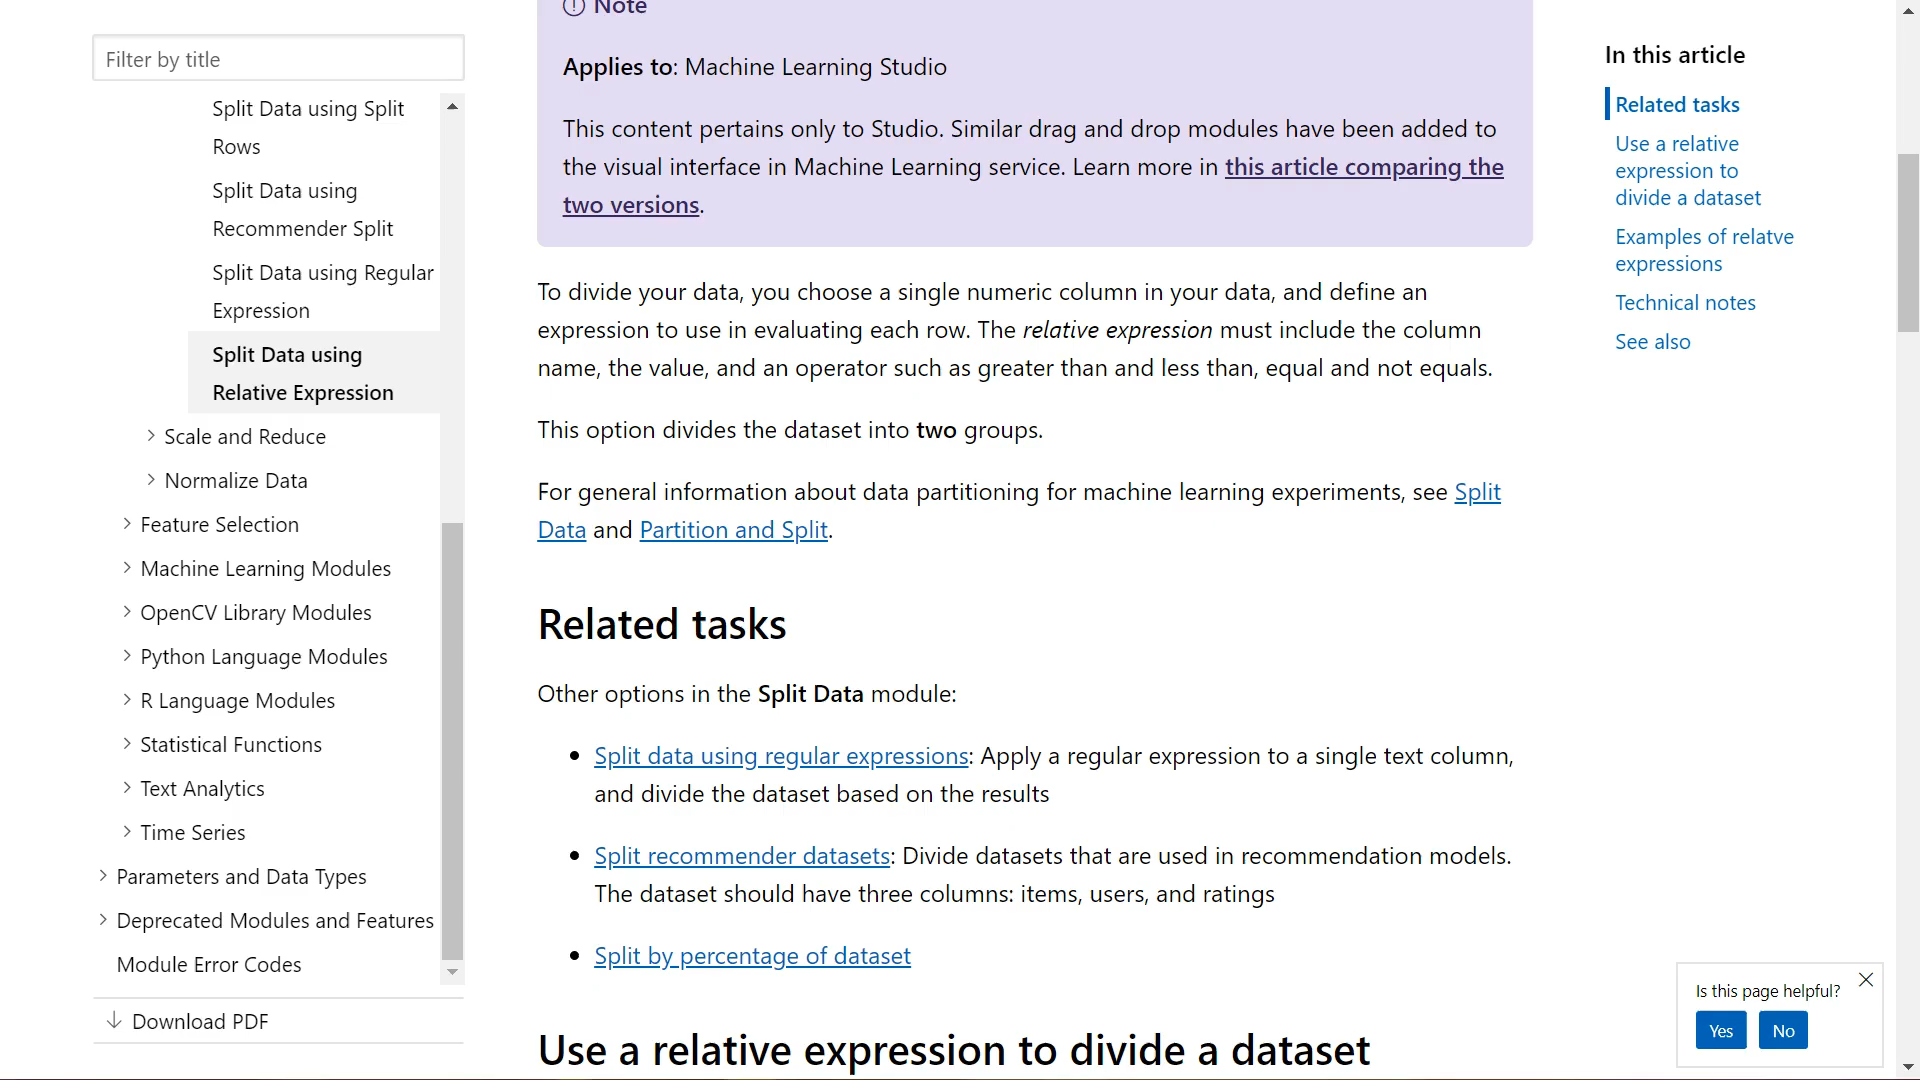 Filter by title
Split Data using Split
Rows
Split Data using
Recommender Split
Split Data using Regular
Expression
Split Data using
Relative Expression
Scale and Reduce
Normalize Data
Feature Selection
Machine Learning Modules
OpenCV Library Modules
Python Language Modules
R Language Modules
Statistical Functions
Text Analytics
Time Series
Parameters and Data Types
Deprecated Modules and Features
Module Error Codes
Download PDF
Note
Applies to: Machine Learning Studio
This content pertains only to Studio. Similar drag and drop modules have been added to
the visual interface in Machine Learning service. Learn more in this article comparing the
two versions.
To divide your data, you choose a single numeric column in your data, and define an
expression to use in evaluating each row. The relative expression must include the column
name, the value, and an operator such as greater than and less than, equal and not equals.
This option divides the dataset into two groups.
For general information about data partitioning for machine learning experiments, see Split
Data and Partition and Split.
Related tasks
Other options in the Split Data module:
Split data using regular expressions: Apply a regular expression to a single text column,
and divide the dataset based on the results
Split recommender datasets: Divide datasets that are used in recommendation models.
The dataset should have three columns: items, users, and ratings
Split by percentage of dataset
Use a relative expression to divide a dataset
In this article
Related tasks
Use a relative
expression to
divide a dataset
Examples of relatve
expressions
Technical notes
See also
Is this page helpful?
Yes No